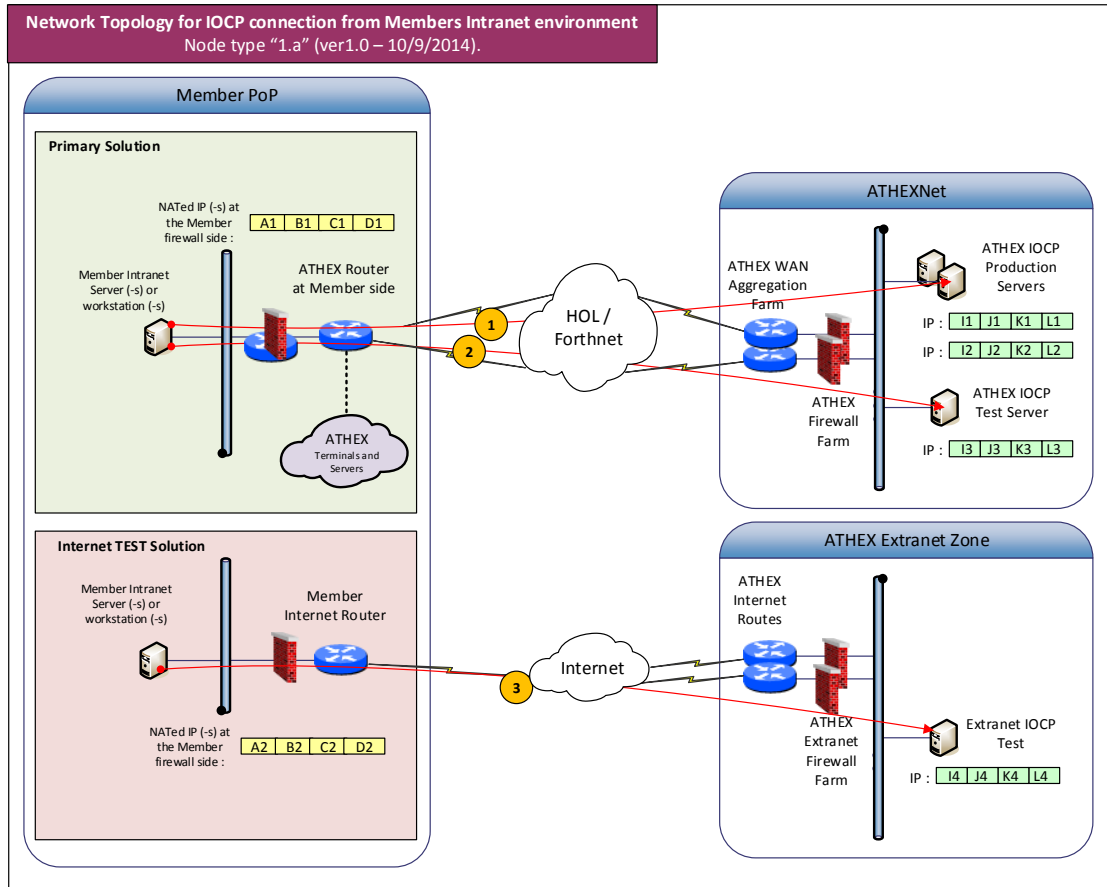 Network Topology for IOCP connection from Members Intranet environment
Node type “1.a” (ver1.0 – 10/9/2014).
Member PoP
Primary Solution
NATed IP (-s) at
the Member
firewall side :
A1 B1 C1 D1
Member Intranet
Server (-s) or
workstation (-s)
ATHEX Router
at Member side
ATHEX
Terminals and
Servers
1
2
HOL /
Forthnet
ATHEXNet
ATHEX WAN
Aggregation
Farm
ATHEX
Firewall
Farm
ATHEX IOCP
Production
Servers
IP : I1 J1 K1 L1
IP : I2 J2 K2 L2
ATHEX IOCP
Test Server
IP : I3 J3 K3 L3
Internet TEST Solution
Member Intranet
Server (-s) or
workstation (-s)
Member
Internet Router
NATed IP (-s) at
the Member
firewall side :
A2 B2 C2 D2
3
Internet
ATHEX Extranet Zone
ATHEX
Internet
Routes
ATHEX
Extranet
Firewall
Farm
Extranet IOCP
Test
IP : I4 J4 K4 L4